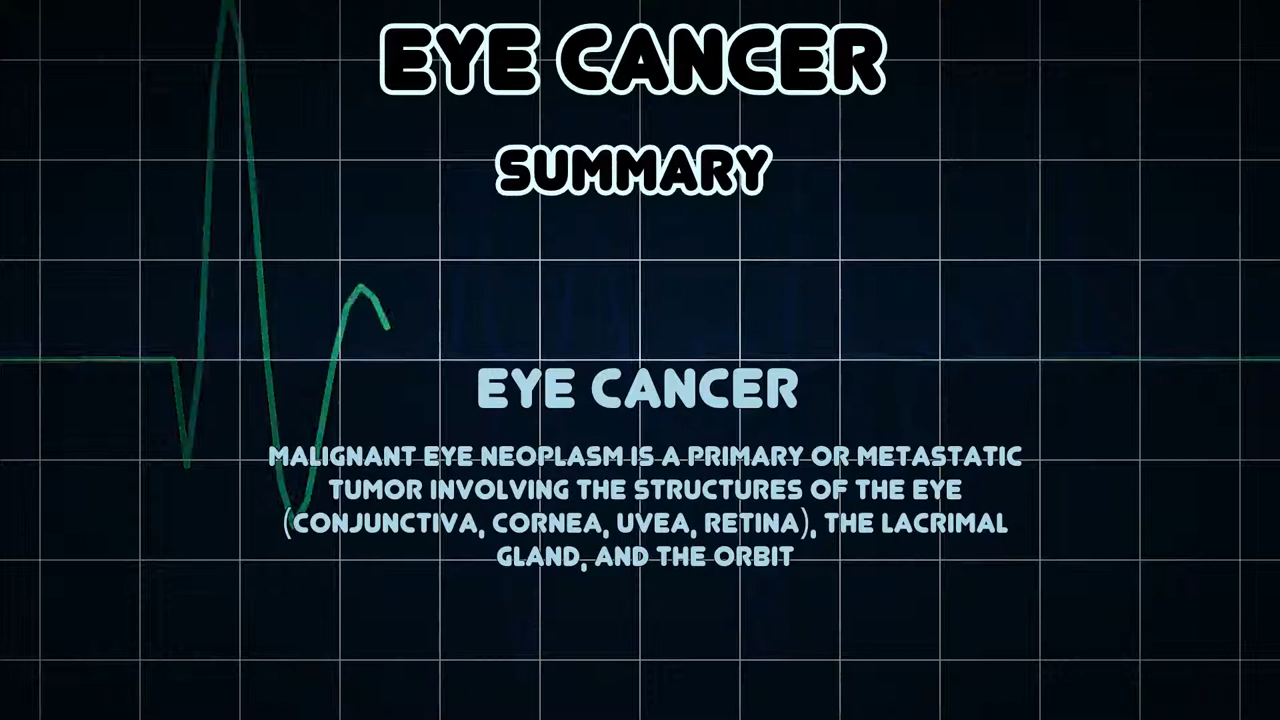 EYE CANCER
SUMMARY
EYE CANCER
MALIGNANT EYE NEOPLASM IS A PRIMARY OR METASTATIC
TUMOR INVOLVING THE STRUCTURES OF THE EYE
(CONJUNCTIVA, CORNEA, UVEA, RETINA), THE LACRIMAL
GLAND, AND THE ORBIT